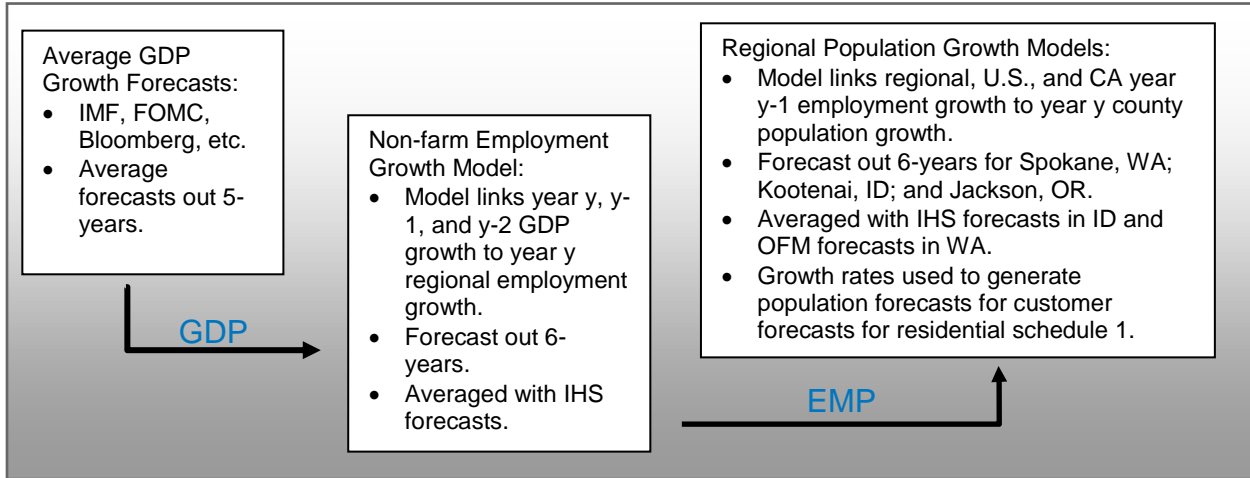 Average GDP
Growth Forecasts:
• IMF, FOMC,
Bloomberg, etc.
• Average
forecasts out 5-
years.
GDP
Non-farm Employment
Growth Model:
• Model links year y, y-
1, and y-2 GDP
growth to year y
regional employment
growth.
• Forecast out 6-
years.
• Averaged with IHS
forecasts.
EMP
Regional Population Growth Models:
• Model links regional, U.S., and CA year
y-1 employment growth to year y county
population growth.
• Forecast out 6-years for Spokane, WA;
Kootenai, ID; and Jackson, OR.
• Averaged with IHS forecasts in ID and
OFM forecasts in WA.
• Growth rates used to generate
population forecasts for customer
forecasts for residential schedule 1.